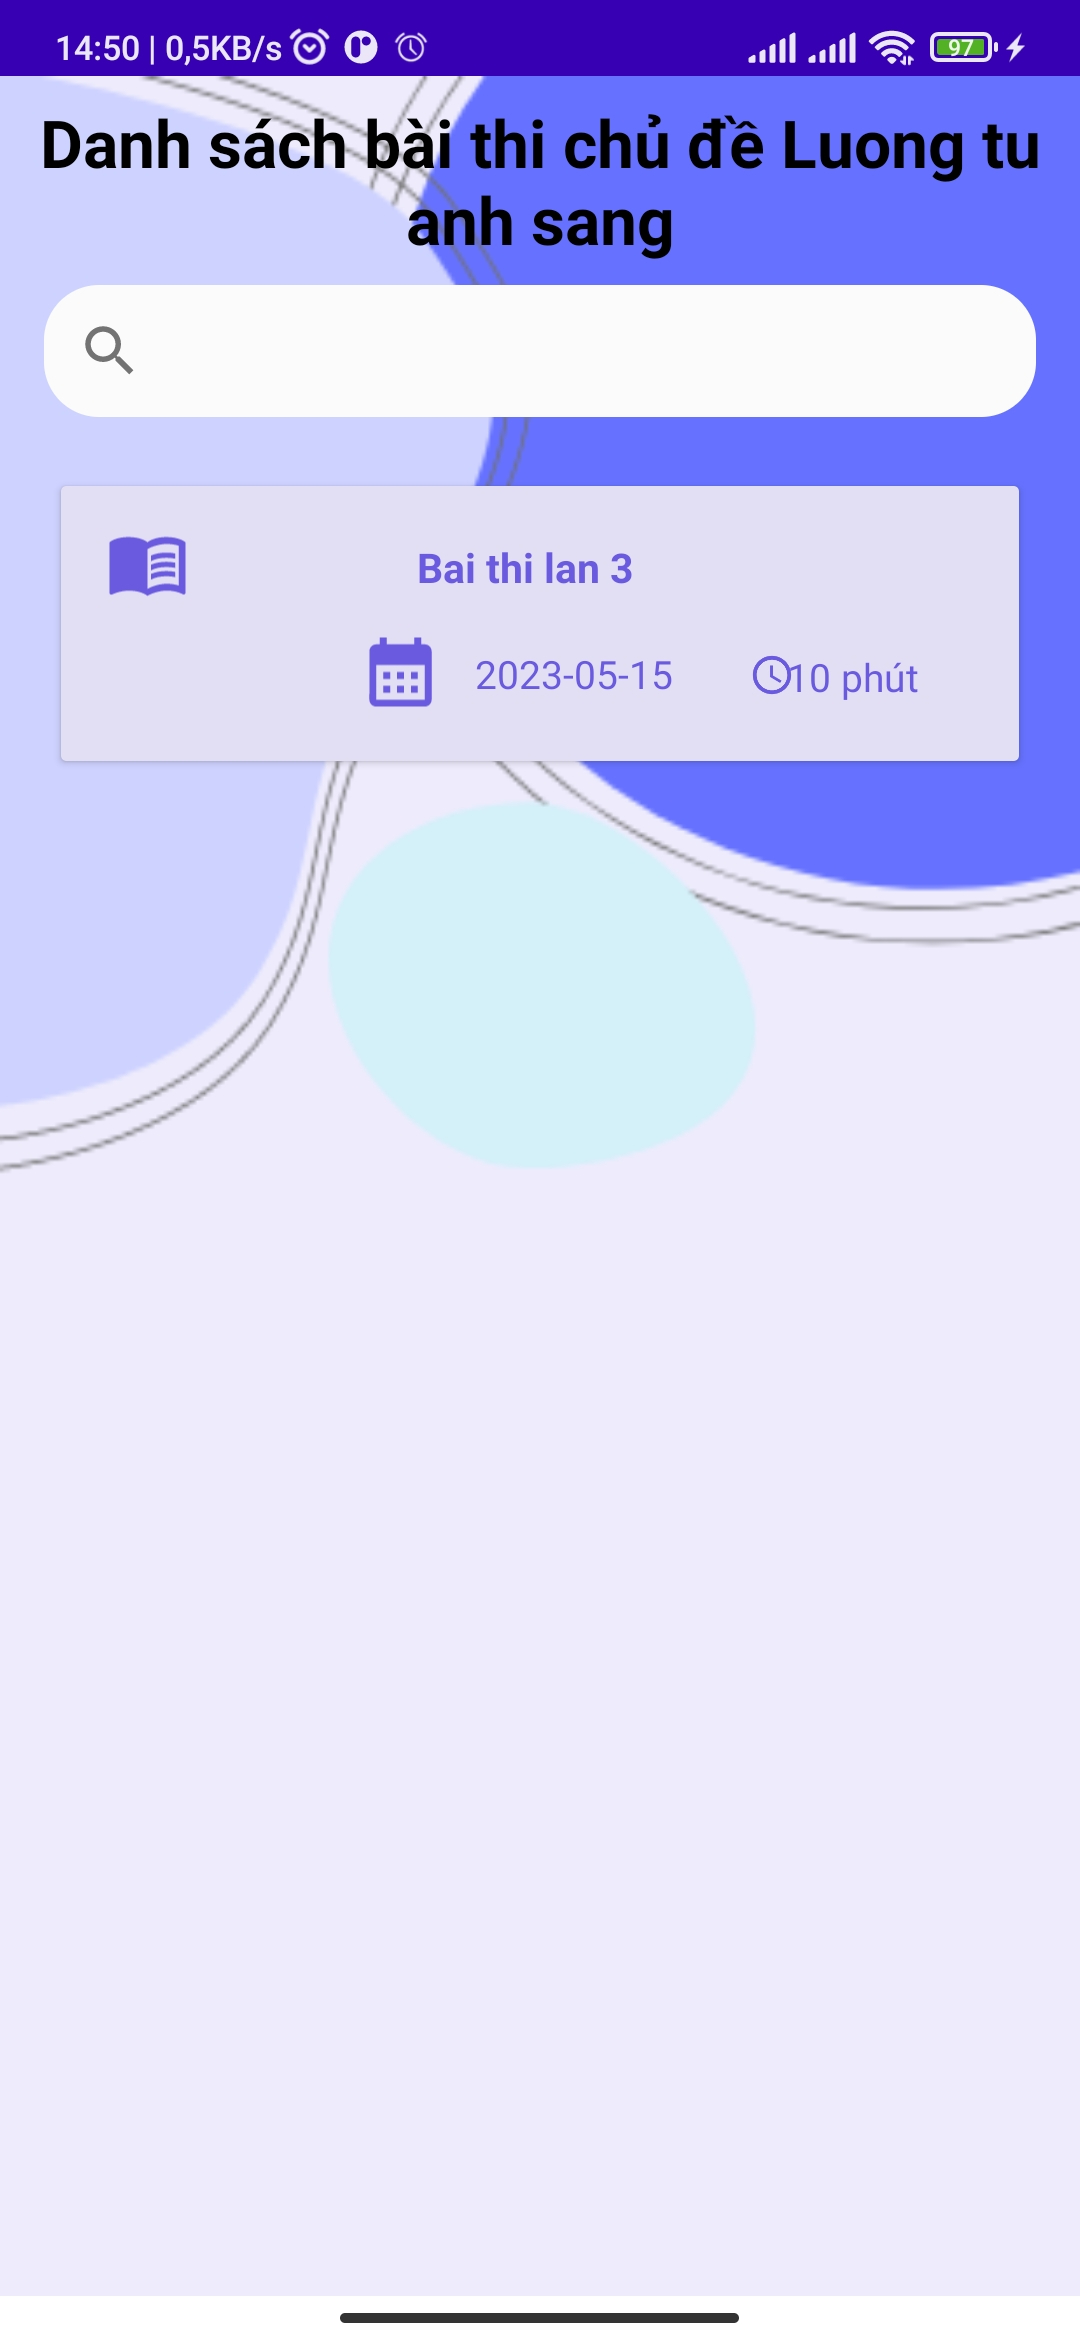 14:50 | 0,5KB/s 97
Danh sách bài thi chủ đề Luong tu
anh sang
Bai thi lan 3
2023-05-15 10 phút